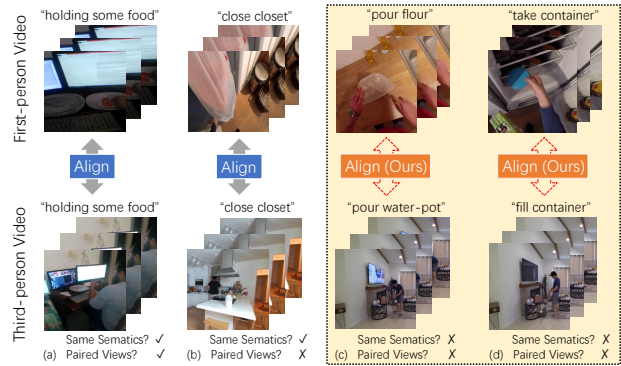 "holding some food" "close closet" "pour flour" "take container"
First-person Video
Align Align Align (Ours) Align (Ours)
"holding some food" "close closet" "pour water-pot" "fill container"
Third-person Video
Same Sematics? ✓ Same Sematics? ✓ Same Sematics? ✗ Same Sematics? ✗
(a) Paired Views? ✓ (b) Paired Views? ✗ (c) Paired Views? ✗ (d) Paired Views? ✗